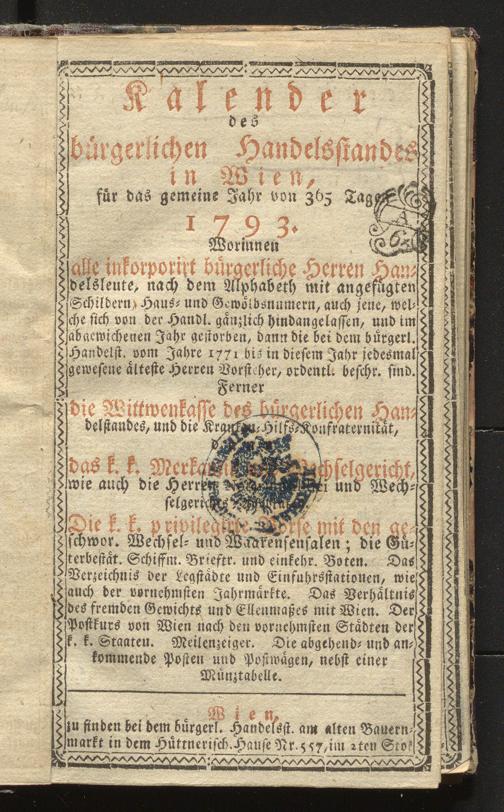 Kalender
des
bürgerlichen Handelsstandes
in Wien,
für das gemeine Jahr von 365 Tagen
1793.
Worinnen
alle inkorporirt bürgerliche Herren Han-
delsleute, nach dem Alphabeth mit angefügten
Schildern, Haus- und Gewölbsnumern, auch jene, wel-
che sich von der Handl. gänzlich hindangelassen, und im
abgewichenen Jahr gestorben, dann die bei dem bürgerl.
Handelst. vom Jahre 1771 bis in diesem Jahr jedesmal
gewesene älteste Herren Vorsteher, ordentl. beschr. sind.
Ferner
die Wittwenkasse des bürgerlichen Han-
delstandes, und die Kranken-Hilfs-Konfraternität,
das k. k. Merkantil- und Wechselgericht,
wie auch die Herren und Wech-
selgerichts
Die k. k. privilegirte Börse mit den ge-
schwor. Wechsel- und Waarensensalen; die Gü-
terbestät. Schiffm. Brieftr. und einkehr. Boten. Das
Verzeichnis der Legstädte und Einfuhrsstationen, wie
auch der vornehmsten Jahrmärkte. Das Verhältnis
des fremden Gewichts und Ellenmaßes mit Wien. Der
Postkurs von Wien nach den vornehmsten Städten der
k. k. Staaten. Meilenzeiger. Die abgehend- und an-
kommende Posten und Postwägen, nebst einer
Münztabelle.
Wien,
zu finden bei dem bürgerl. Handelsst. am alten Bauern-
markt in dem Hüttnerisch. Hause Nr. 557, im 2ten Stok